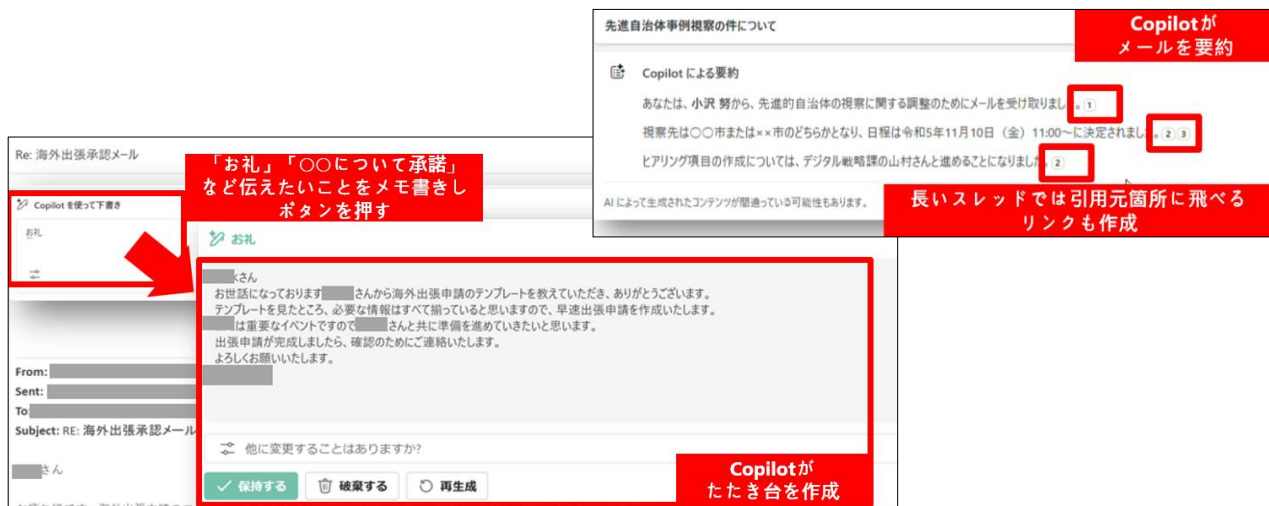 先進自治体事例視察の件について
Copilotが
メールを要約
Copilot による要約
あなたは、小沢 努から、先進的自治体の視察に関する調整のためにメールを受け取りました。 1
視察先は〇〇市または××市のどちらかとなり、日程は令和5年11月10日（金）11:00～に決定されました。 2 3
ヒアリング項目の作成については、デジタル戦略課の山村さんと進めることになりました。 2
AI によって生成されたコンテンツが間違っている可能性もあります。
長いスレッドでは引用元箇所に飛べる
リンクも作成
Re: 海外出張承認メール
「お礼」「〇〇について承諾」
など伝えたいことをメモ書きし
ボタンを押す
Copilot を使って下書き
お礼
お礼
さん
お世話になっております さんから海外出張申請のテンプレートを教えていただき、ありがとうございます。
テンプレートを見たところ、必要な情報はすべて揃っていると思いますので、早速出張申請を作成いたします。
は重要なイベントですので さんと共に準備を進めていきたいと思います。
出張申請が完成しましたら、確認のためにご連絡いたします。
よろしくお願いいたします。
From:
Sent:
To:
Subject: RE: 海外出張承認メール
さん
他に変更することはありますか?
保持する 破棄する 再生成
Copilotが
たたき台を作成